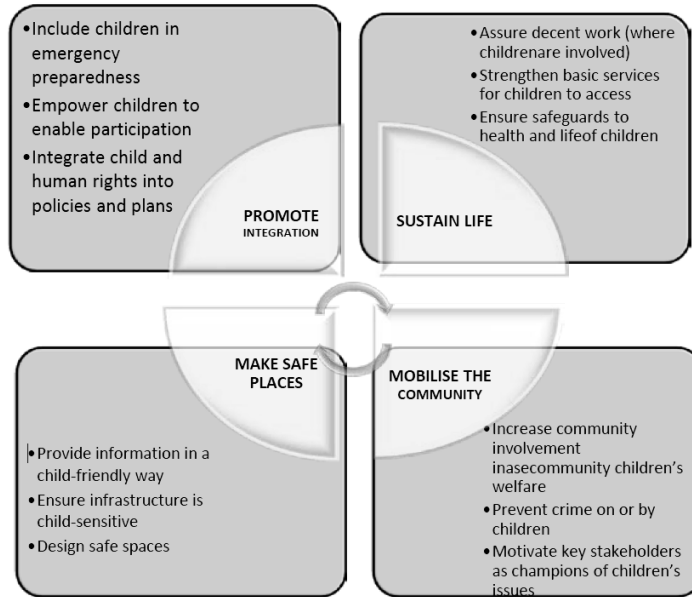 •Include children in
emergency
preparedness
•Empower children to
enable participation
•Integrate child and
human rights into
policies and plans
PROMOTE
INTEGRATION
•Assure decent work (where
childrenare involved)
•Strengthen basic services
for children to access
•Ensure safeguards to
health and lifeof children
SUSTAIN LIFE
MAKE SAFE
PLACES
•Provide information in a
child-friendly way
•Ensure infrastructure is
child-sensitive
•Design safe spaces
MOBILISE THE
COMMUNITY
•Increase community
involvement
inasecommunity children's
welfare
•Prevent crime on or by
children
•Motivate key stakeholders
as champions of children's
issues